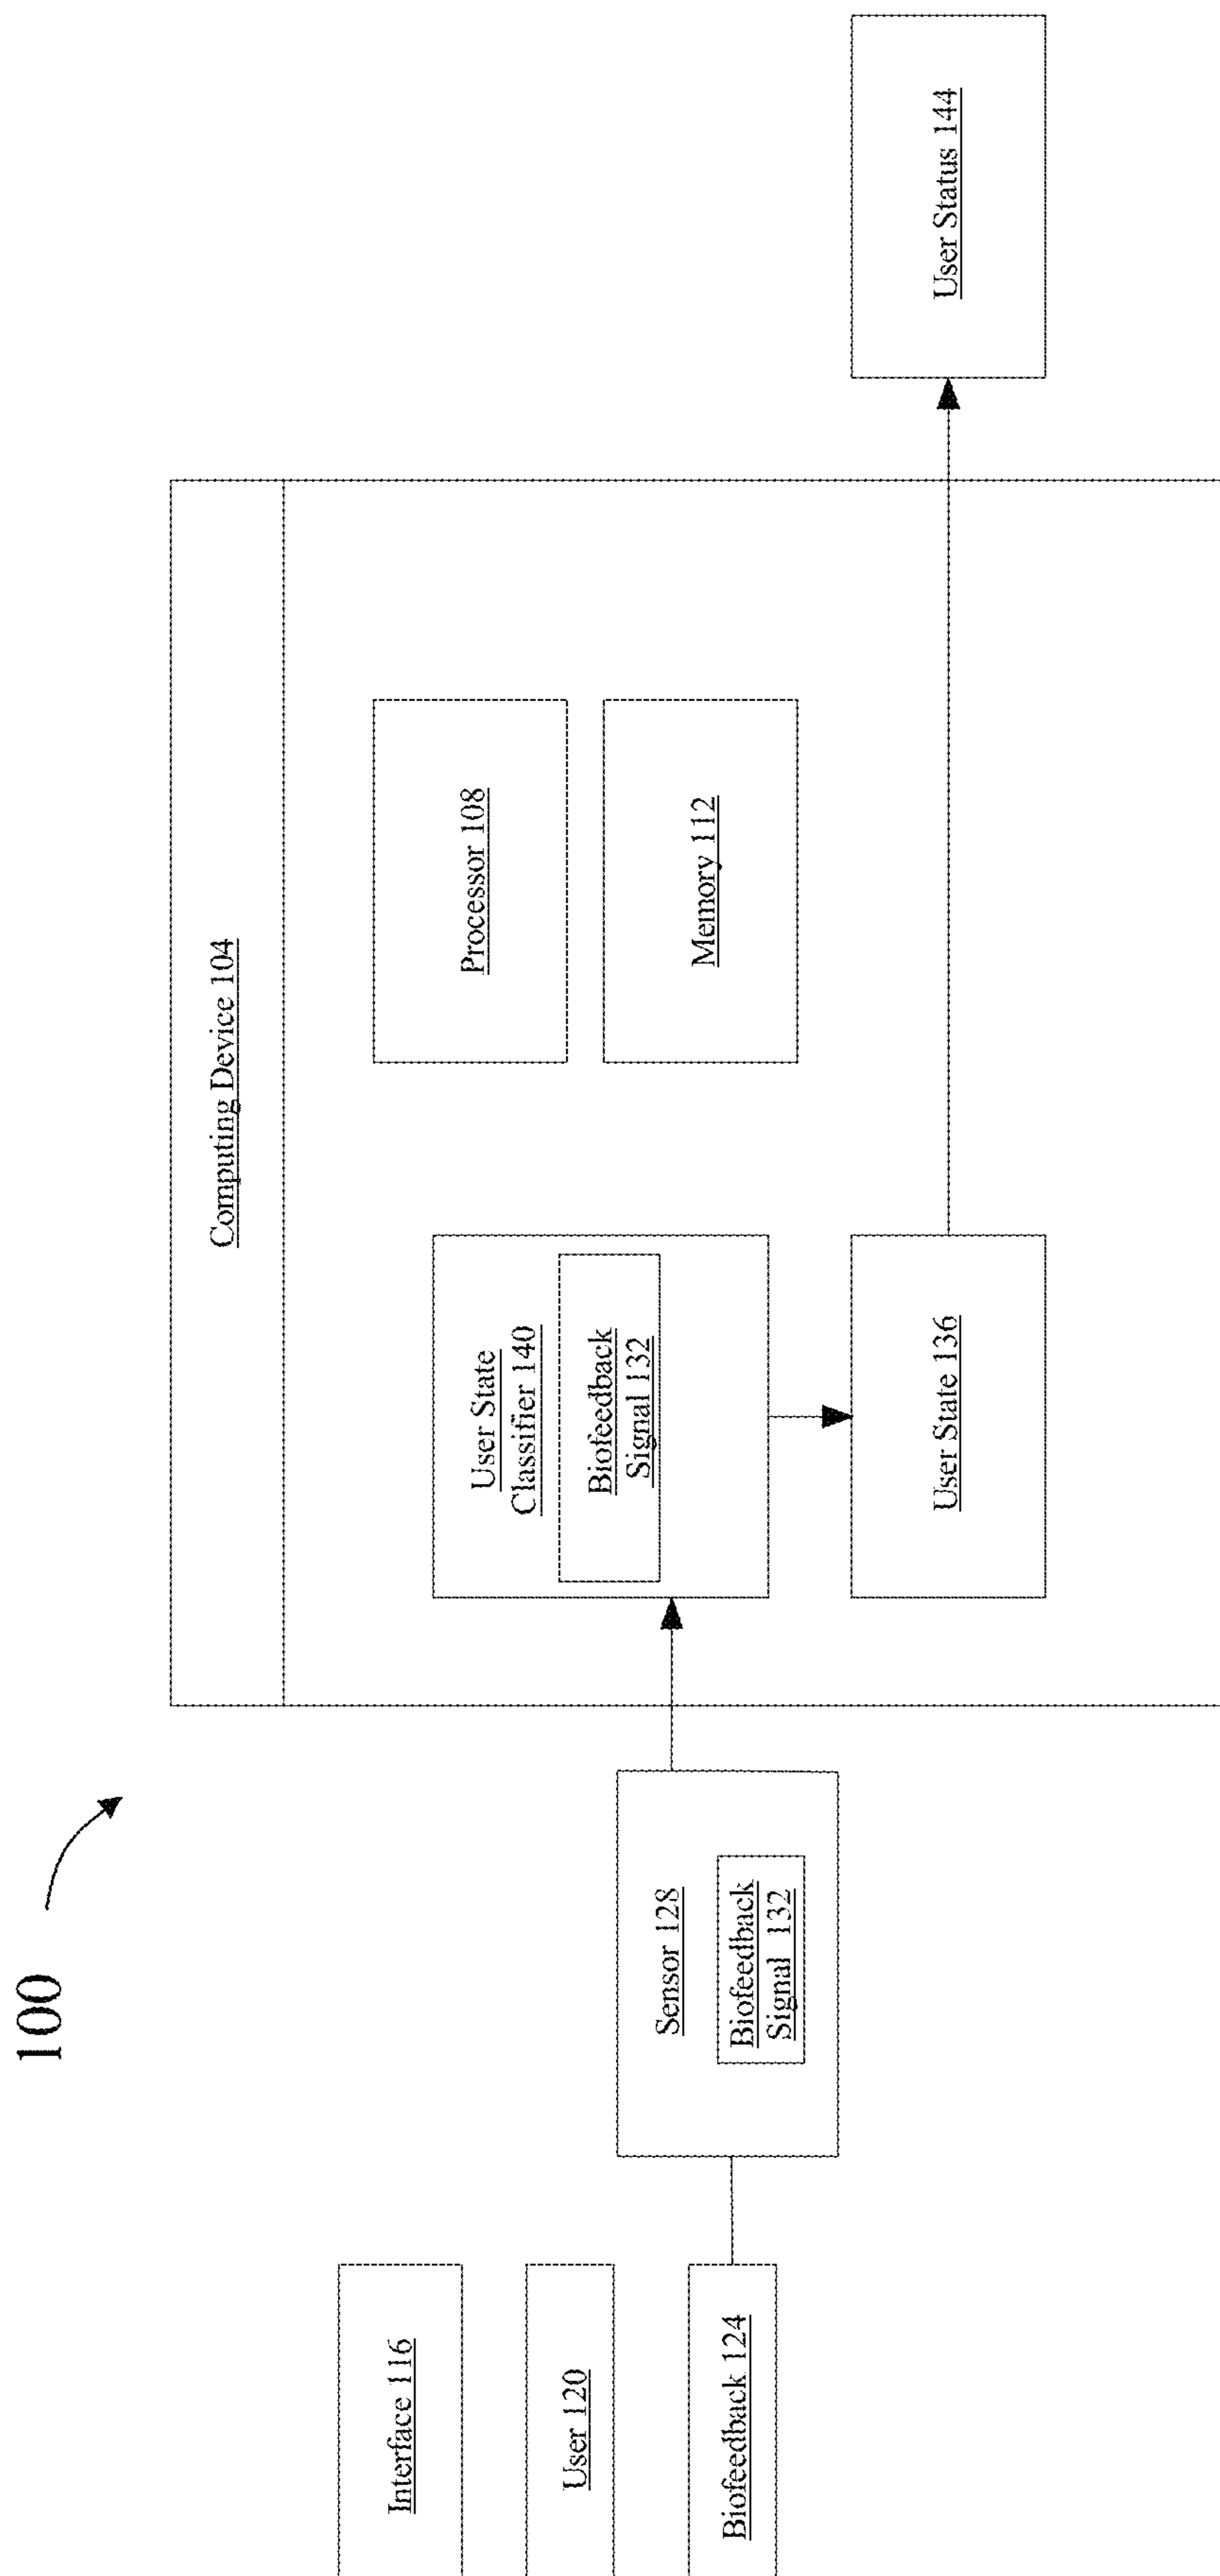 100
Computing Device 104
Interface 116
User 120
Biofeedback 124
Sensor 128
Biofeedback
Signal 132
User State
Classifier 140
Biofeedback
Signal 132
User State 136
Processor 108
Memory 112
User Status 144